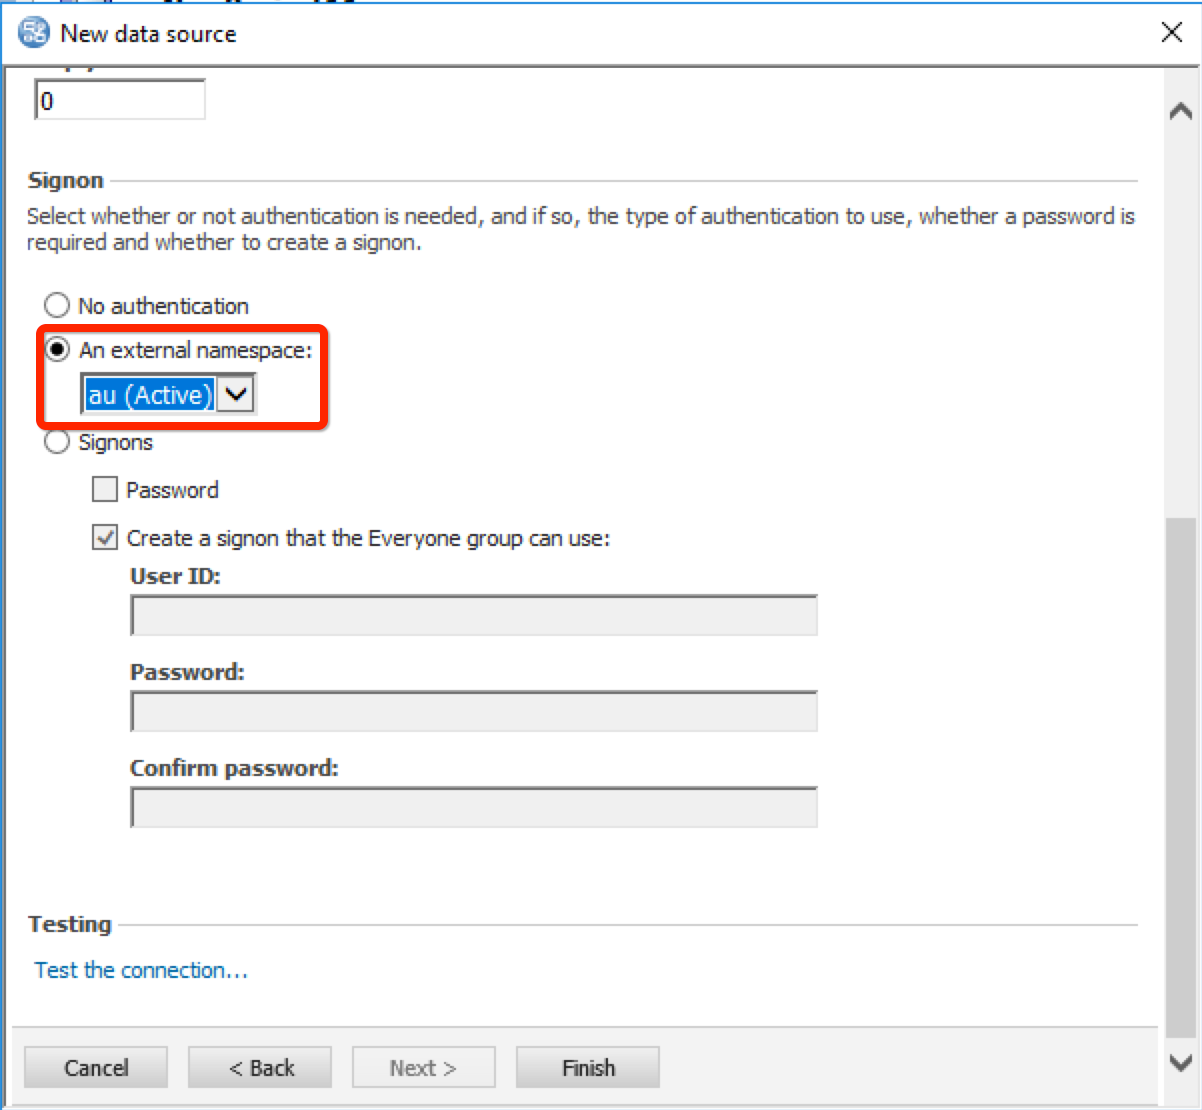 New data source
0
Signon
Select whether or not authentication is needed, and if so, the type of authentication to use, whether a password is
required and whether to create a signon.
No authentication
An external namespace:
au (Active)
Signons
Password
Create a signon that the Everyone group can use:
User ID:
Password:
Confirm password:
Testing
Test the connection...
Cancel
< Back
Next >
Finish